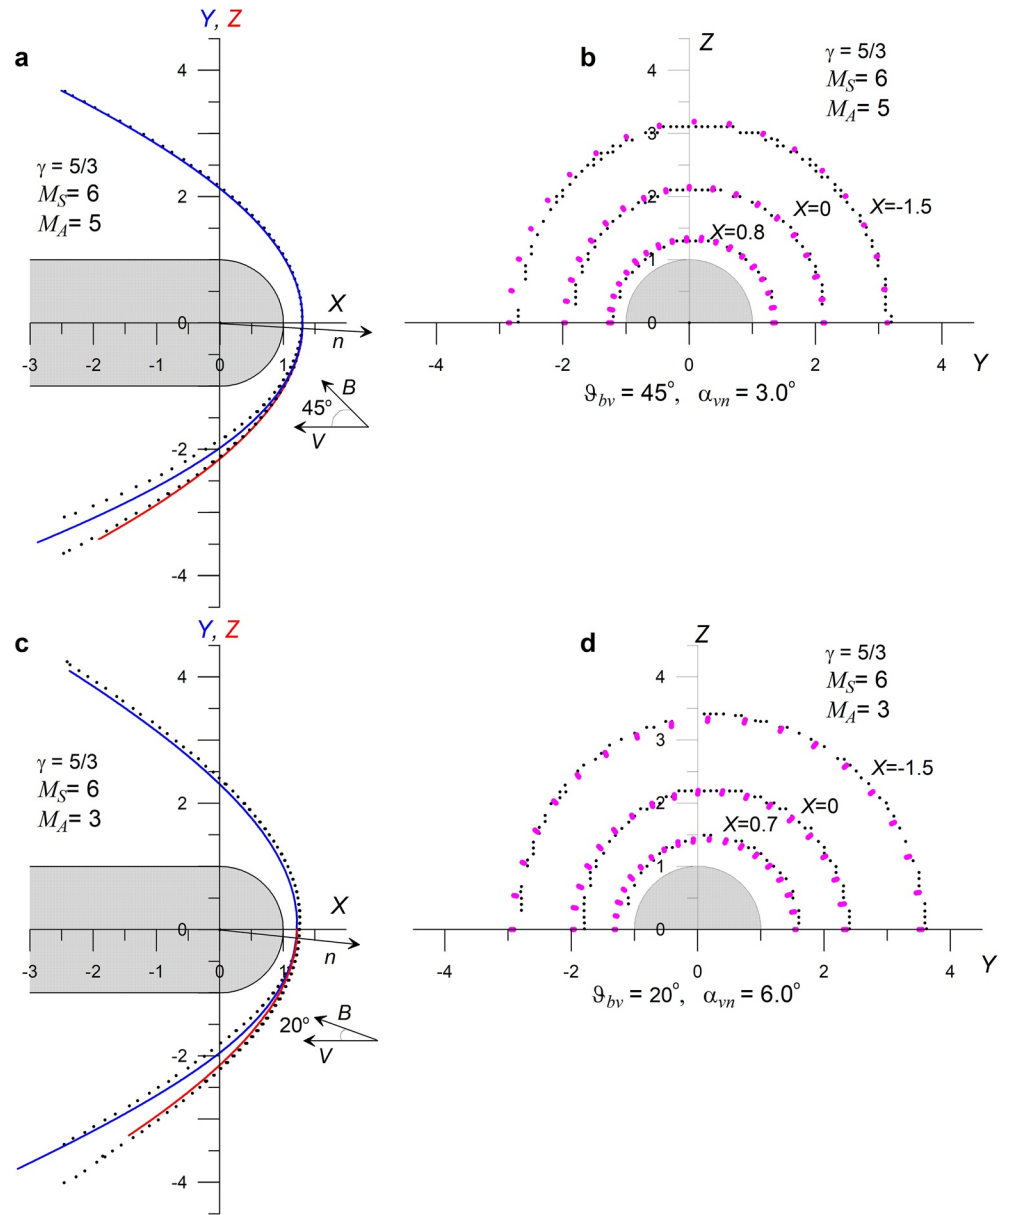 Y, Z
a
4
2
0
-2
-4
γ = 5/3
M_S= 6
M_A= 5
-3
-2
-1
0
1
X
n
B
45°
V
b
Z
4
3
2
1
0
γ = 5/3
M_S= 6
M_A= 5
X=-1.5
X=0
X=0.8
-4
-2
0
2
4
Y
ϑ_bv = 45°, α_vn = 3.0°
Y, Z
c
4
2
0
-2
-4
γ = 5/3
M_S= 6
M_A= 3
-3
-2
-1
0
1
X
n
20°
B
V
d
Z
4
3
2
1
0
γ = 5/3
M_S= 6
M_A= 3
X=-1.5
X=0
X=0.7
-4
-2
0
2
4
Y
ϑ_bv = 20°, α_vn = 6.0°